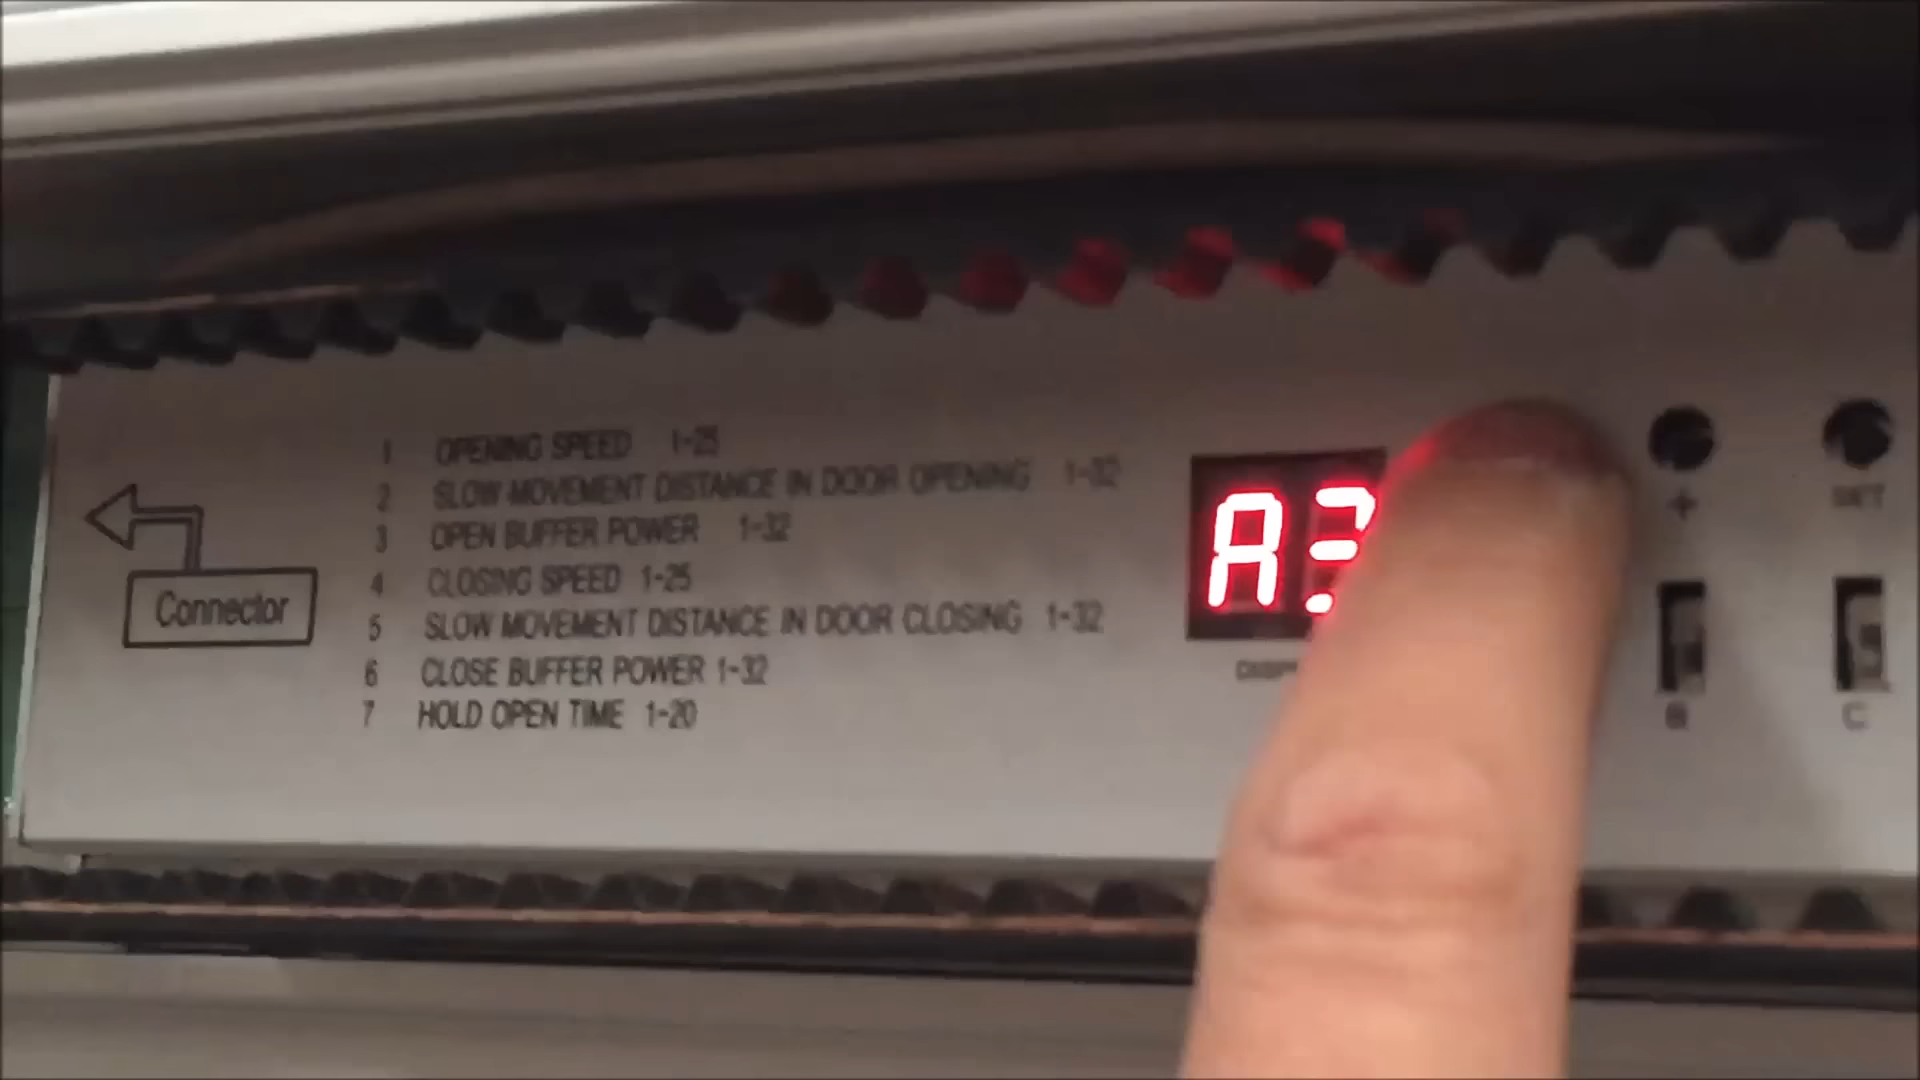 1 OPENING SPEED 1-25
2 SLOW MOVEMENT DISTANCE IN DOOR OPENING 1-32
3 OPEN BUFFER POWER 1-32
4 CLOSING SPEED 1-25
5 SLOW MOVEMENT DISTANCE IN DOOR CLOSING 1-32
6 CLOSE BUFFER POWER 1-32
7 HOLD OPEN TIME 1-20
Connector
+
SET
B
C